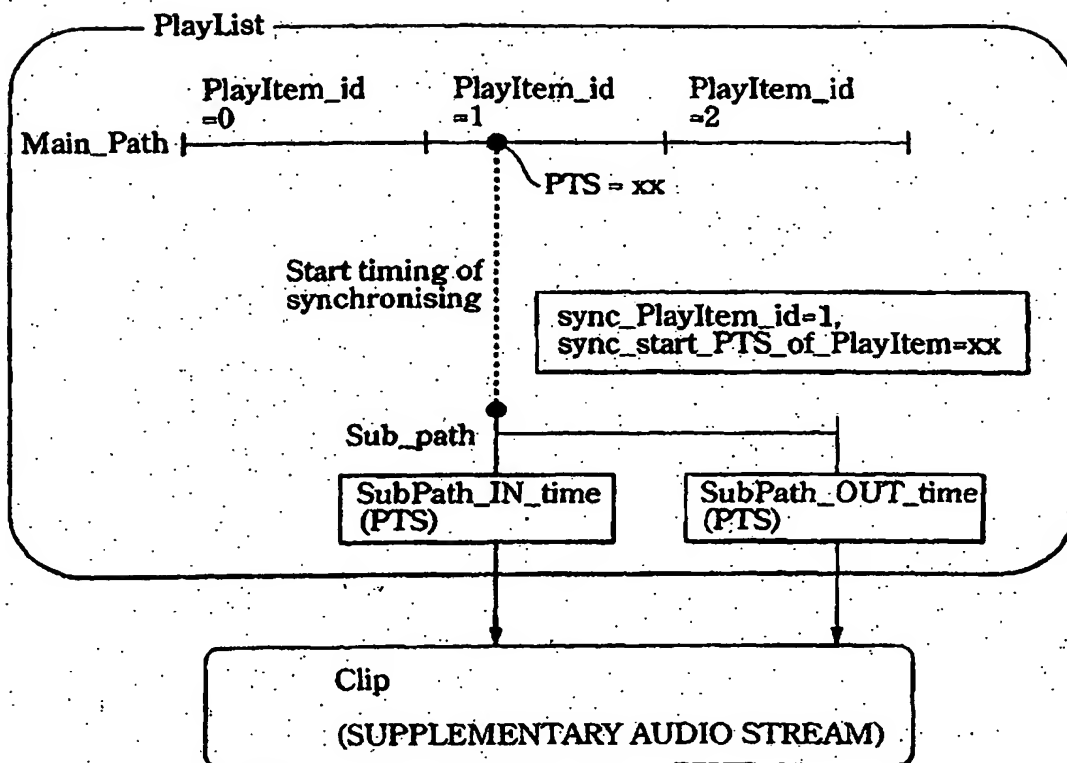 PlayList
PlayItem_id
=0
PlayItem_id
=1
PlayItem_id
=2
Main_Path
PTS = xx
Start timing of
synchronising
sync_PlayItem_id=1,
sync_start_PTS_of_PlayItem=xx
Sub_path
SubPath_IN_time
(PTS)
SubPath_OUT_time
(PTS)
Clip
(SUPPLEMENTARY AUDIO STREAM)